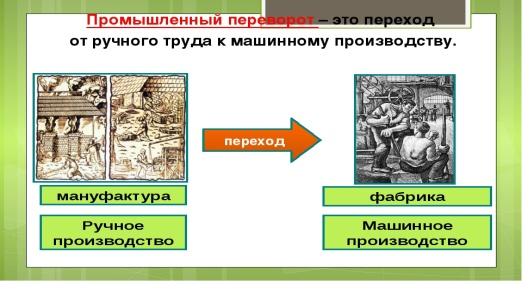 Промышленный переворот – это переход
от ручного труда к машинному производству.
переход
мануфактура
фабрика
Ручное
производство
Машинное
производство